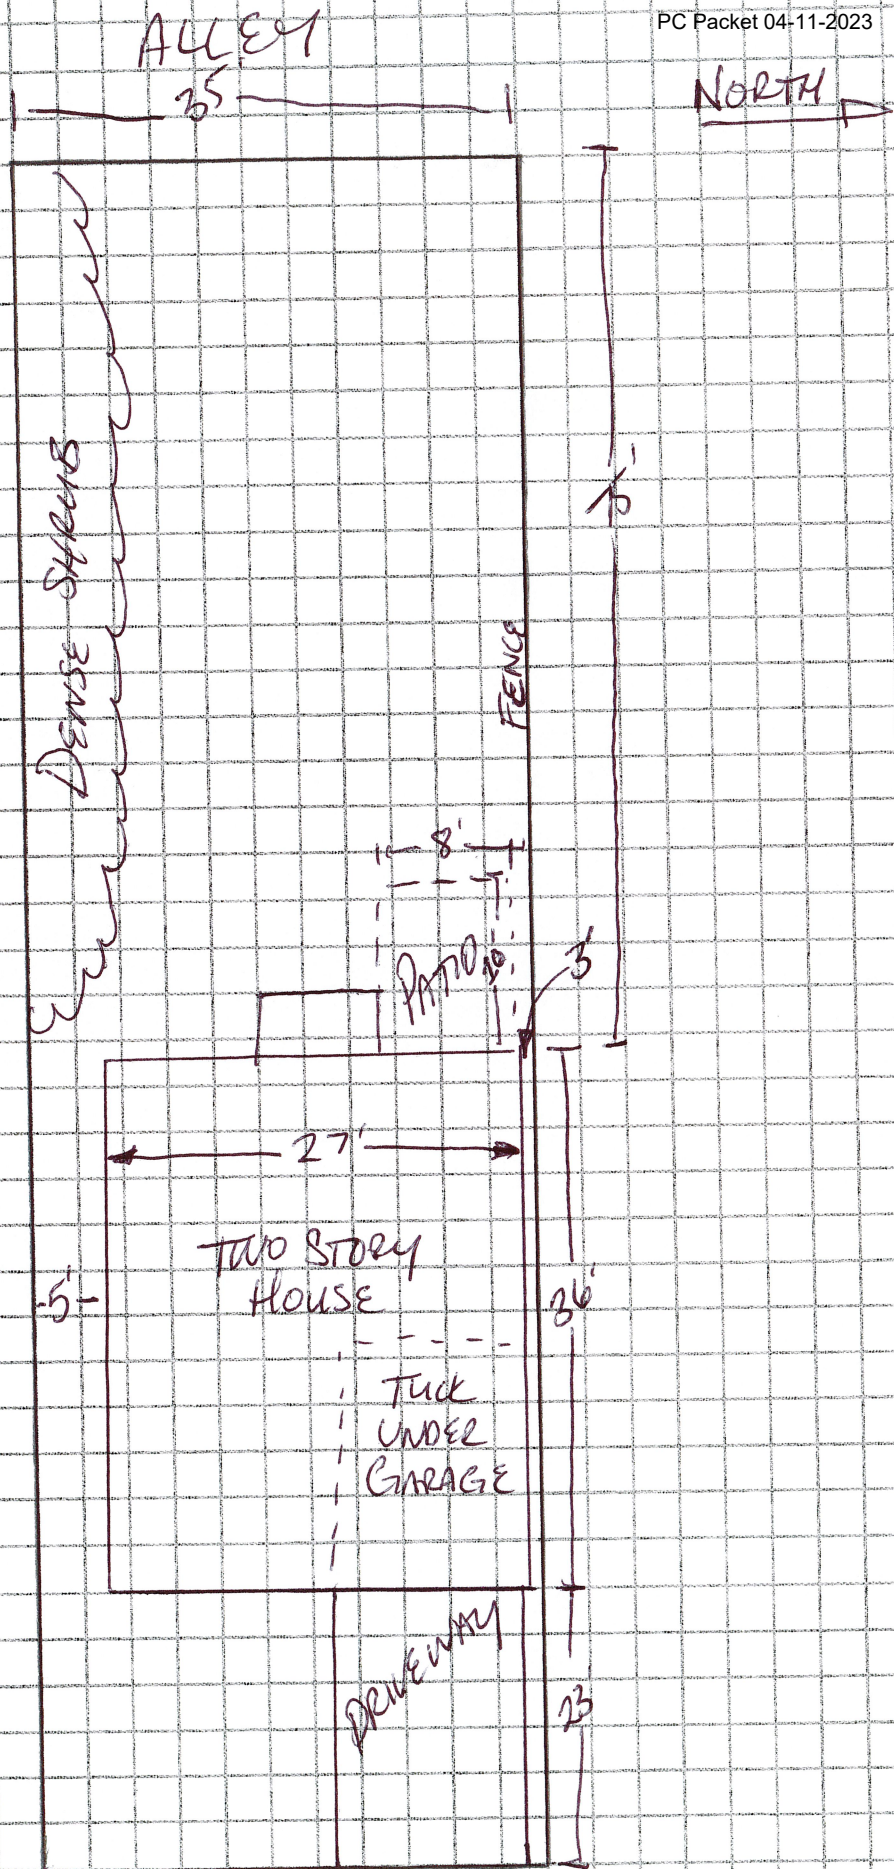 PC Packet 04-11-2023
ALLEY
35'
NORTH
DENSE SHRUB
FENCE
8'
PATIO
10'
3'
27'
TWO STORY
HOUSE
5'
36'
TUCK
UNDER
GARAGE
DRIVEWAY
23